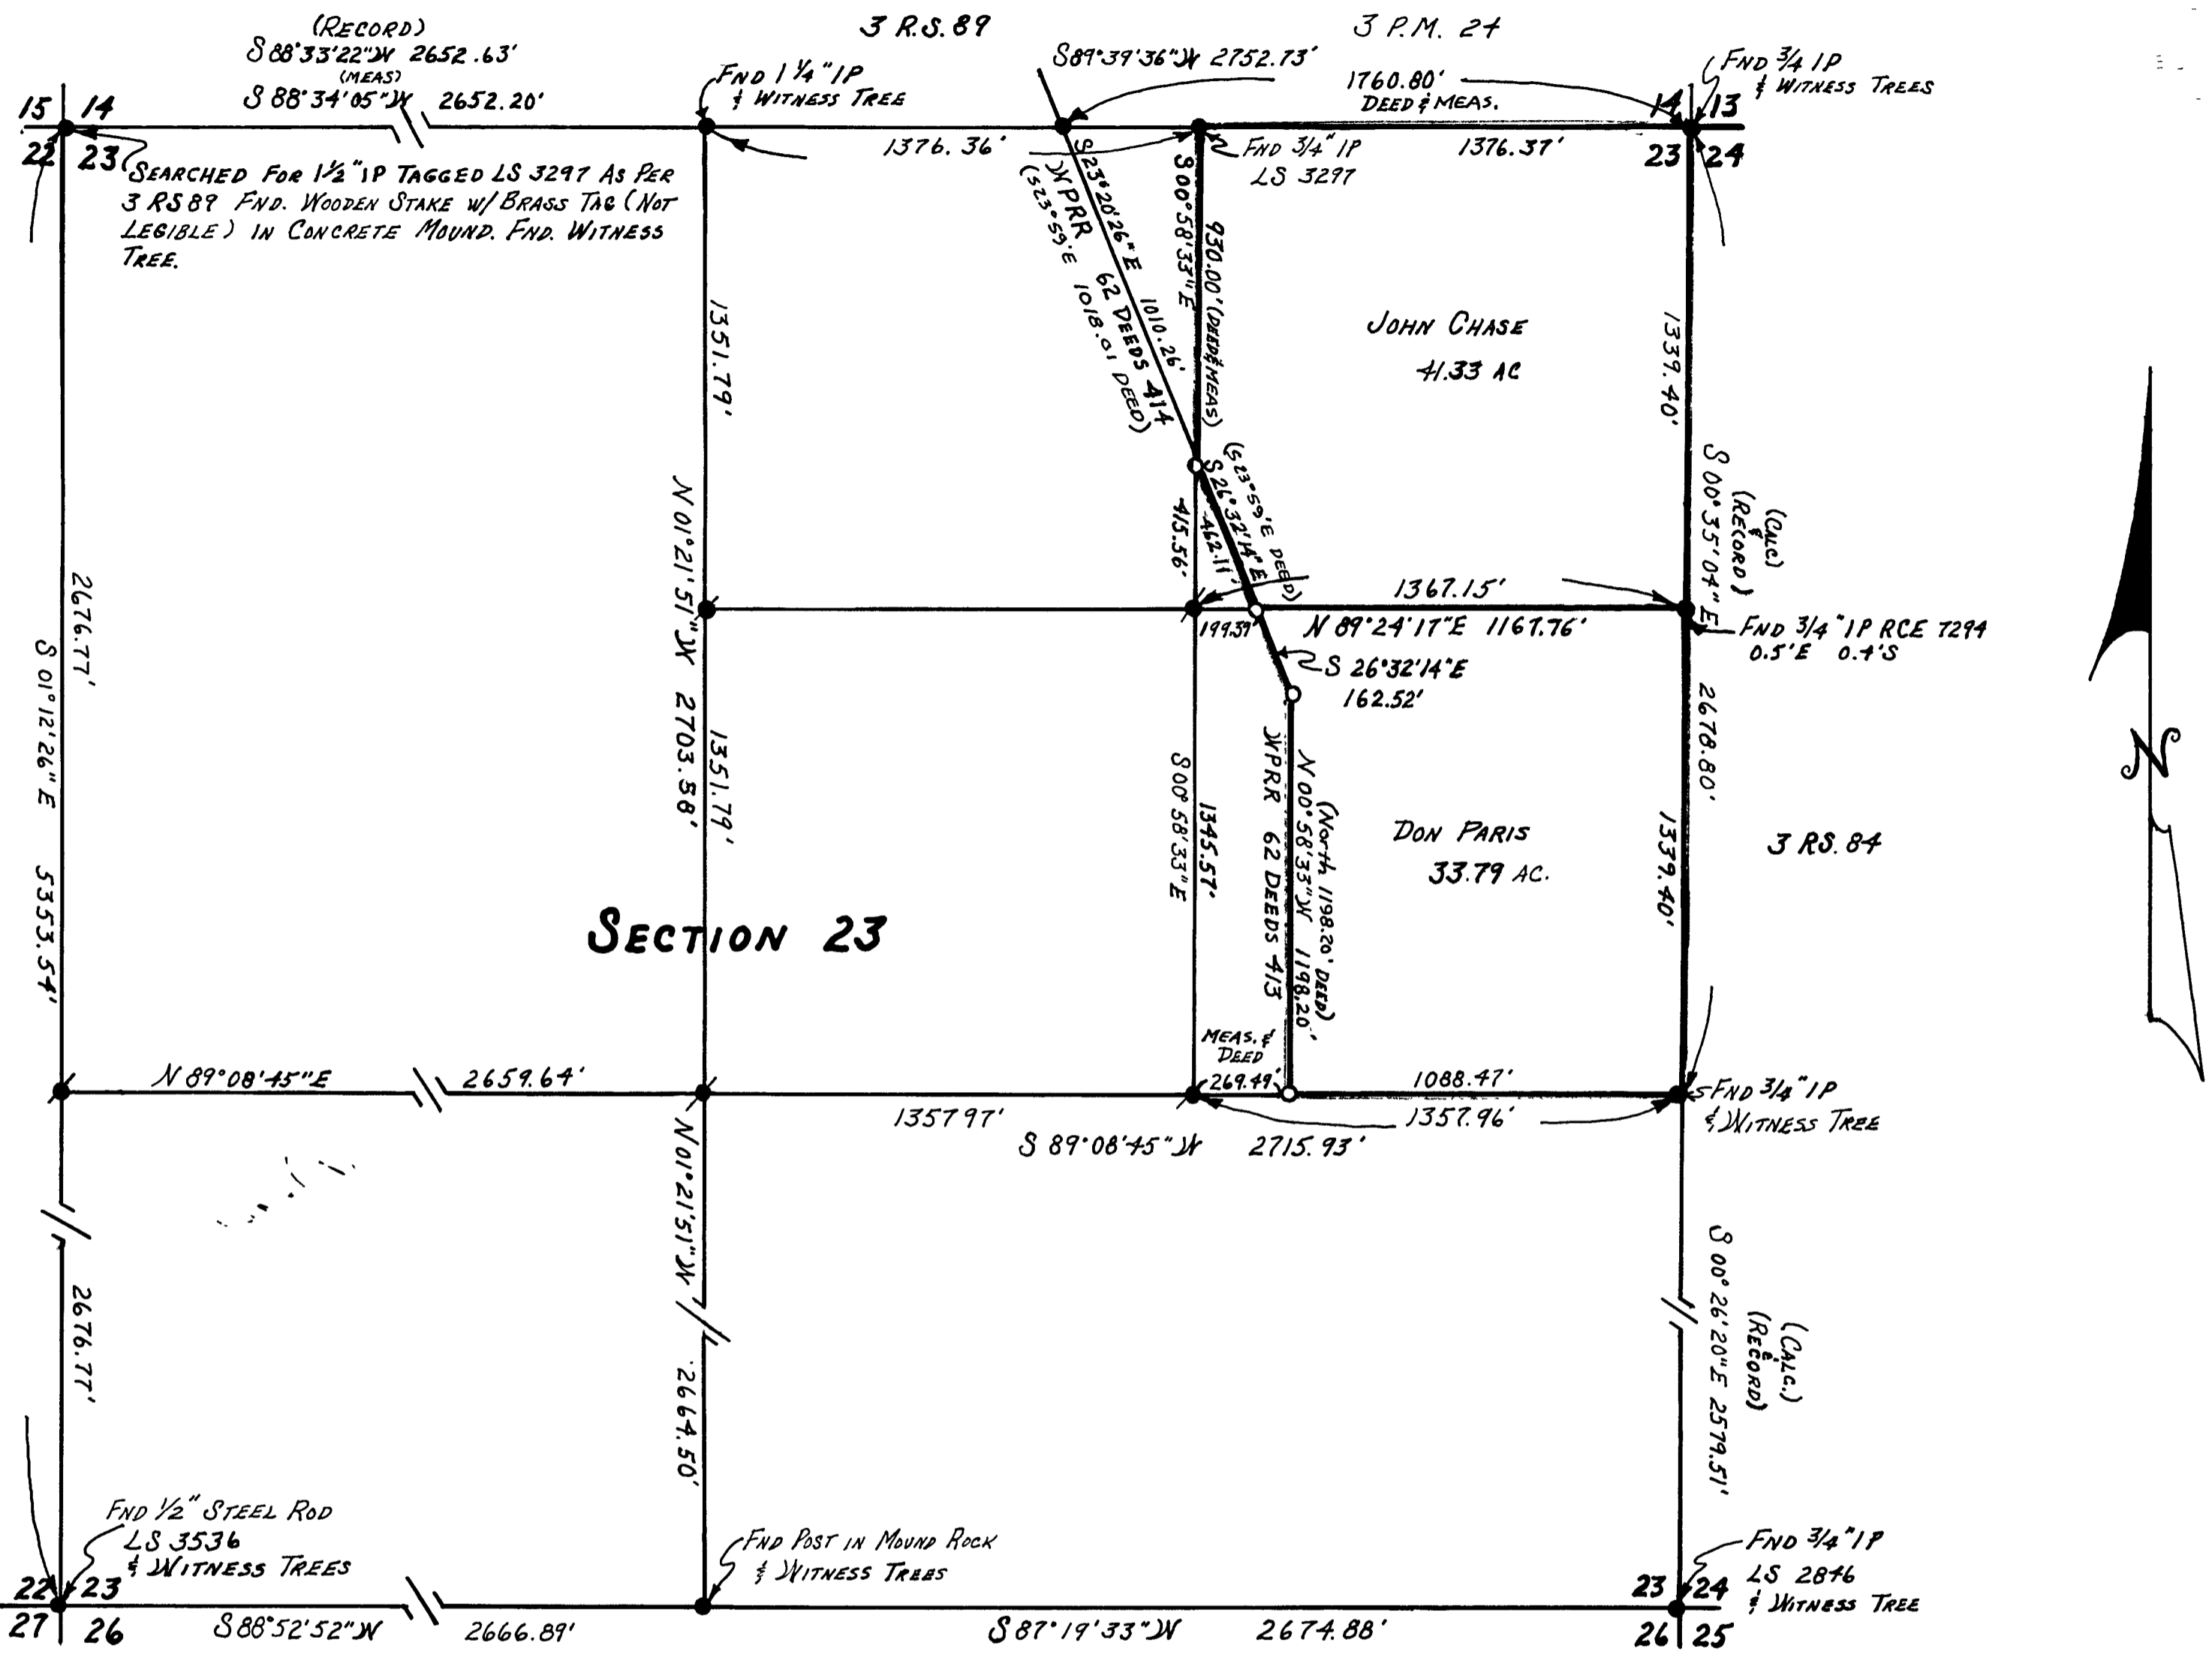 (RECORD)
S 88°33'22"W 2652.63'
(MEAS)
S 88°34'05"W 2652.20'
3 R.S. 89
3 P.M. 24
S89°39'36"W 2752.73'
1760.80'
DEED & MEAS.
FND 3/4 IP
& WITNESS TREES
FND 1 1/4" IP
& WITNESS TREE
15 14
22 23
14 13
23 24
1376.36'
FND 3/4" IP
LS 3297
1376.37'
SEARCHED FOR 1 1/2" IP TAGGED LS 3297 AS PER
3 RS 89 FND. WOODEN STAKE W/ BRASS TAG (NOT
LEGIBLE) IN CONCRETE MOUND. FND. WITNESS
TREE.
S 23°20'26"E 1010.26'
WPRR 62 DEEDS 414
(S23°59'E 1018.01 DEED)
S 00°58'33"E
930.00' (DEED & MEAS)
JOHN CHASE
41.33 AC
1351.79'
1339.40'
S 00°35'04"E 2678.80'
(CALC)
&
(RECORD)
N 01°21'51"W 2703.58'
415.56'
S 26°32'14"E
462.11'
(S23°59'E DEED)
1367.15'
199.39'
N 89°24'17"E 1167.76'
FND 3/4" IP RCE 7294
0.5'E 0.4'S
S 26°32'14"E
162.52'
2676.77'
S 01°12'26"E 5353.54'
1351.79'
S 00°58'33"E
1345.57'
WPRR 62 DEEDS 413
N 00°58'33"W 1198.20'
(North 1198.20' DEED)
DON PARIS
33.79 AC.
1339.40'
3 RS. 84
N
SECTION 23
MEAS. &
DEED
269.49'
N 89°08'45"E 2659.64'
1088.47'
FND 3/4" IP
& WITNESS TREE
1357.97'
1357.96'
S 89°08'45"W 2715.93'
N 01°21'51"W 2664.50'
2676.77'
S 00°26'20"E 2579.51'
(CALC.)
&
(RECORD)
FND 1/2" STEEL ROD
LS 3536
& WITNESS TREES
FND POST IN MOUND ROCK
& WITNESS TREES
FND 3/4" IP
LS 2846
& WITNESS TREE
22 23
27 26
23 24
26 25
S88°52'52"W 2666.89'
S 87°19'33"W 2674.88'